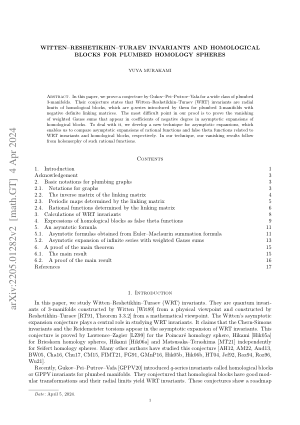 WITTEN–RESHETIKHIN–TURAEV INVARIANTS AND HOMOLOGICAL
BLOCKS FOR PLUMBED HOMOLOGY SPHERES
YUYA MURAKAMI
Abstract. In this paper, we prove a conjecture by Gukov–Pei–Putrov–Vafa for a wide class of plumbed
3-manifolds. Their conjecture states that Witten–Reshetikhin–Turaev (WRT) invariants are radial
limits of homological blocks, which are q-series introduced by them for plumbed 3-manifolds with
negative definite linking matrices. The most difficult point in our proof is to prove the vanishing
of weighted Gauss sums that appear in coefficients of negative degree in asymptotic expansions of
homological blocks. To deal with it, we develop a new technique for asymptotic expansions, which
enables us to compare asymptotic expansions of rational functions and false theta functions related to
WRT invariants and homological blocks, respectively. In our technique, our vanishing results follow
from holomorphy of such rational functions.
Contents
1. Introduction 1
Acknowledgement 3
2. Basic notations for plumbing graphs 3
2.1. Notations for graphs 3
2.2. The inverse matrix of the linking matrix 4
2.3. Periodic maps determined by the linking matrix 5
2.4. Rational functions determined by the linking matrix 6
3. Calculations of WRT invariants 8
4. Expressions of homological blocks as false theta functions 9
5. An asymptotic formula 11
5.1. Asymptotic formulas obtained from Euler–Maclaurin summation formula 11
5.2. Asymptotic expansion of infinite series with weighted Gauss sums 13
6. A proof of the main theorem 15
6.1. The main result 15
6.2. A proof of the main result 16
References 17
1. Introduction
In this paper, we study Witten–Reshetikhin–Turaev (WRT) invariants. They are quantum invari-
ants of 3-manifolds constructed by Witten [Wit89] from a physical viewpoint and constructed by
Reshetikhin–Turaev [RT91, Theorem 3.3.2] from a mathematical viewpoint. The Witten's asymptotic
expansion conjecture plays a central role in studying WRT invariants. It claims that the Chern-Simons
invariants and the Reidemeister torsions appear in the asymptotic expansion of WRT invariants. This
conjecture is proved by Lawrence–Zagier [LZ99] for the Poincaré homology sphere, Hikami [Hik05a]
for Brieskorn homology spheres, Hikami [Hik06a] and Matsusaka–Terashima [MT21] independently
for Seifert homology spheres. Many other authors have studied this conjecture
Recently, Gukov–Pei–Putrov–Vafa [GPPV20] introduced q-series invariants called homological blocks
or GPPV invariants for plumbed manifolds. They conjectured that homological blocks have good mod-
ular transformations and their radial limits yield WRT invariants. These conjectures show a roadmap
Date: April 5, 2024.
1
arXiv:2205.01282v2 [math.GT] 4 Apr 2024